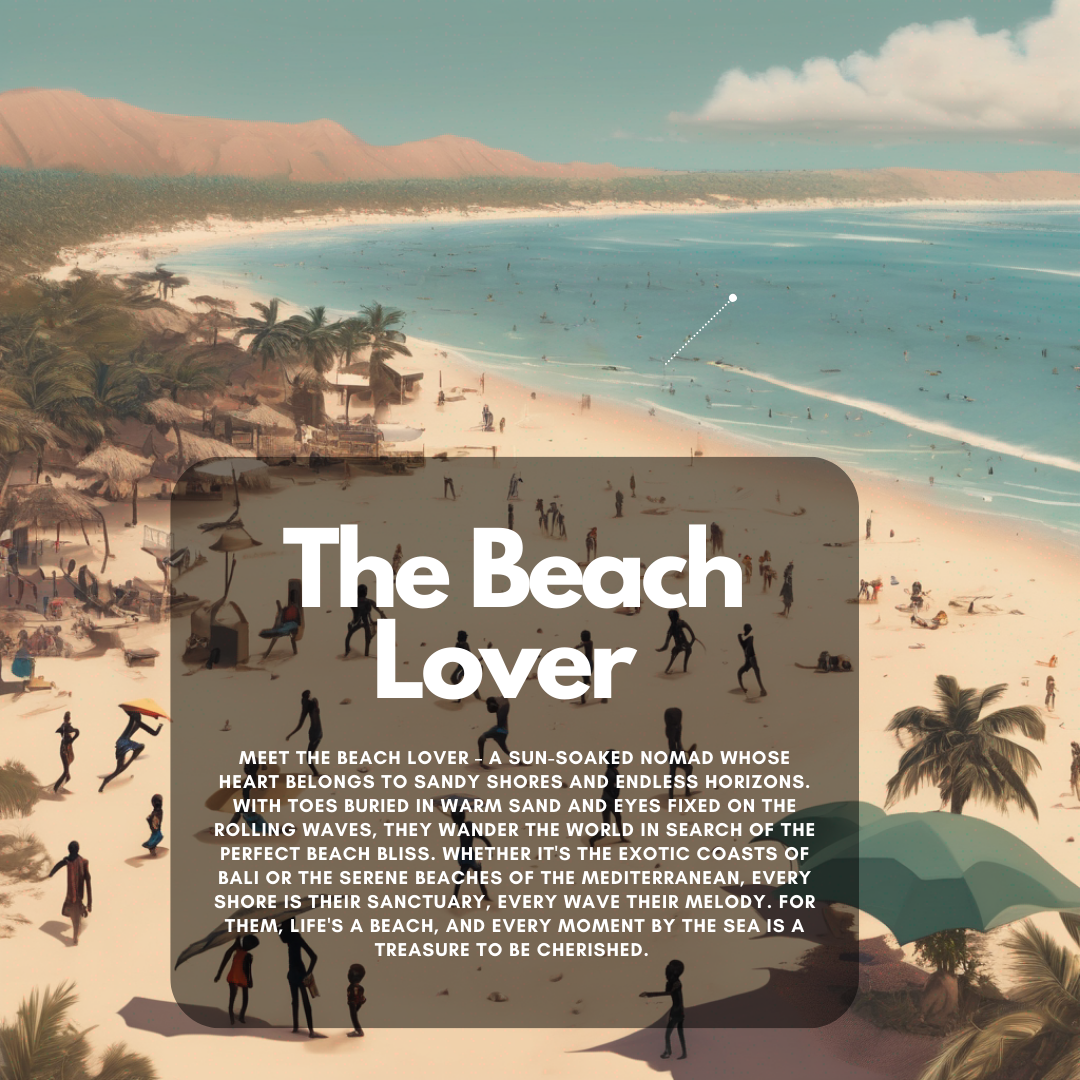 The Beach
Lover
MEET THE BEACH LOVER - A SUN-SOAKED NOMAD WHOSE
HEART BELONGS TO SANDY SHORES AND ENDLESS HORIZONS.
WITH TOES BURIED IN WARM SAND AND EYES FIXED ON THE
ROLLING WAVES, THEY WANDER THE WORLD IN SEARCH OF THE
PERFECT BEACH BLISS. WHETHER IT'S THE EXOTIC COASTS OF
BALI OR THE SERENE BEACHES OF THE MEDITERRANEAN, EVERY
SHORE IS THEIR SANCTUARY, EVERY WAVE THEIR MELODY. FOR
THEM, LIFE'S A BEACH, AND EVERY MOMENT BY THE SEA IS A
TREASURE TO BE CHERISHED.